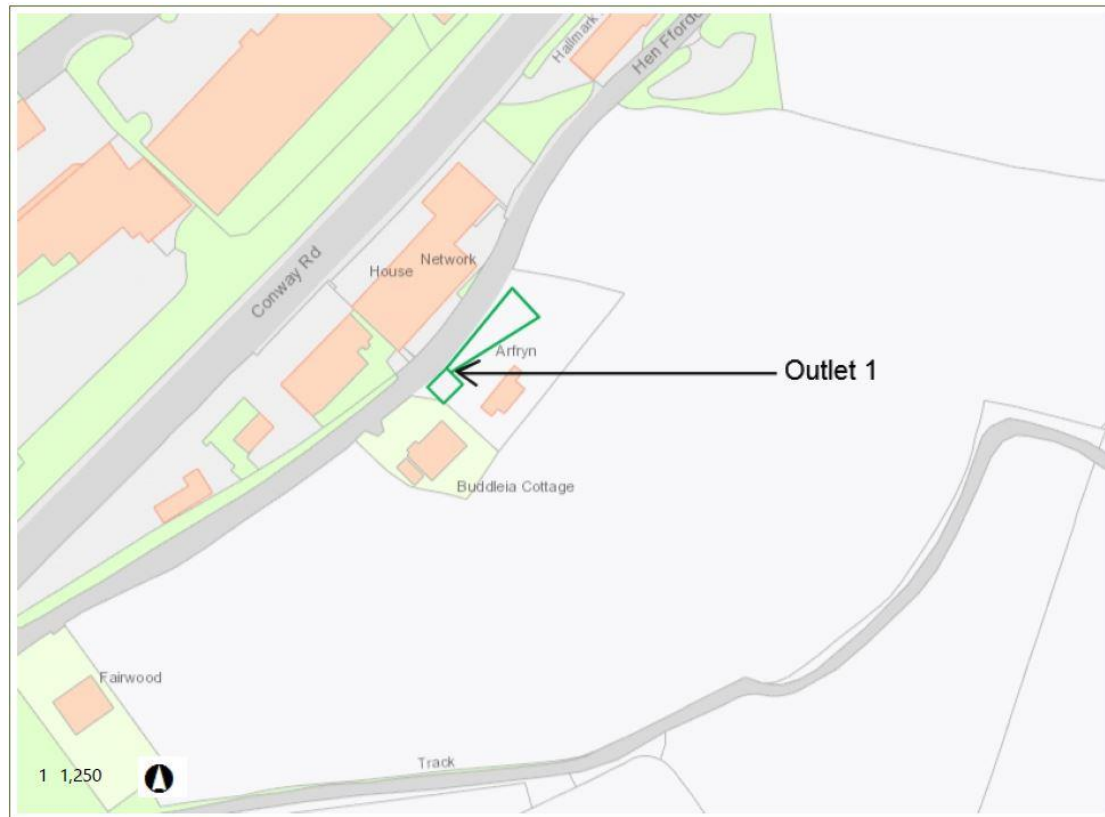 Hallmark
Hen Ffordd
Conway Rd
House Network
Arfryn
Outlet 1
Buddleia Cottage
Fairwood
Track
1 1,250